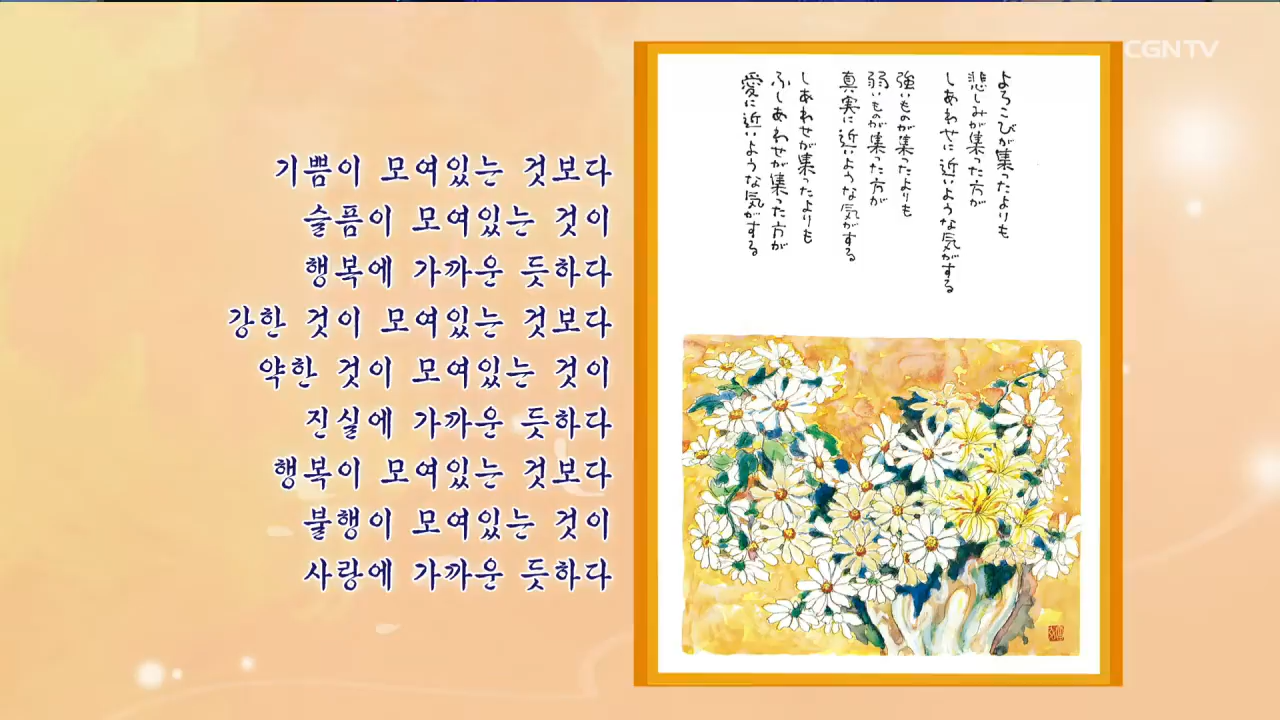 CGNTV
기쁨이 모여있는 것보다
슬픔이 모여있는 것이
행복에 가까운 듯하다
강한 것이 모여있는 것보다
약한 것이 모여있는 것이
진실에 가까운 듯하다
행복이 모여있는 것보다
불행이 모여있는 것이
사랑에 가까운 듯하다
よろこびが集ったよりも
悲しみが集った方が
しあわせに近いような気がする
強いものが集ったよりも
弱いものが集った方が
真実に近いような気がする
しあわせが集ったよりも
ふしあわせが集った方が
愛に近いような気がする